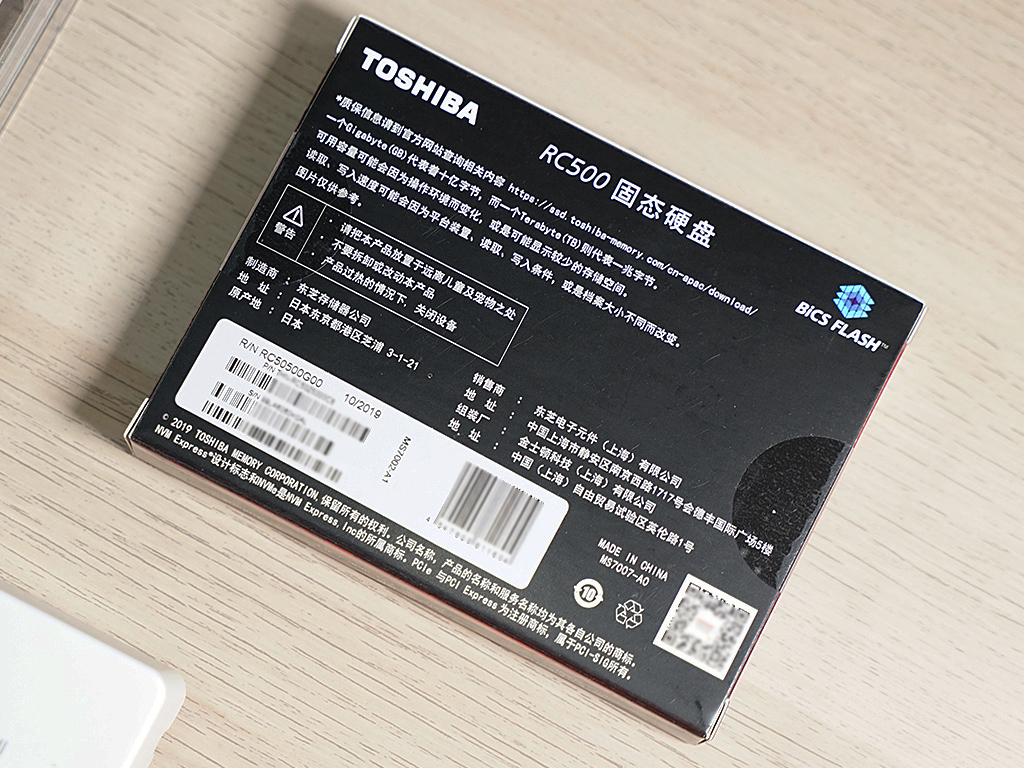 TOSHIBA
RC500 固态硬盘
*质保信息请到官方网站查询相关内容 https://ssd.toshiba-memory.com/cn-apac/download/
一个Gigabyte(GB)代表着十亿字节，而一个Terabyte(TB)则代表一兆字节。
可用容量可能会因为操作环境而变化，或是可能显示较少的存储空间。
读取、写入速度可能会因为平台装置、读取、写入条件，或是档案大小不同而改变。
图片仅供参考。
警告
· 请把本产品放置于远离儿童及宠物之处
· 不要拆卸或改动本产品
· 产品过热的情况下，关闭设备
BiCS FLASH™
制造商 ： 东芝存储器公司
地 址 ： 日本东京都港区芝浦 3-1-21
原产地 ： 日本
销售商 ： 东芝电子元件（上海）有限公司
地 址 ： 中国上海市静安区南京西路1717号会德丰国际广场5楼
组装厂 ： 金士顿科技（上海）有限公司
地 址 ： 中国（上海）自由贸易试验区英伦路1号
R/N RC50500G00
P/N
10/2019
S/N
MS7002-A1
MADE IN CHINA
MS7007-A0
10
© 2019 TOSHIBA MEMORY CORPORATION. 保留所有的权利。公司名称，产品的名称和服务名称均为其各自公司的商标。
NVM Express®设计标志和NVMe是NVM Express, Inc的所属商标。PCIe 与PCI Express 为注册商标，属于PCI-SIG所有。